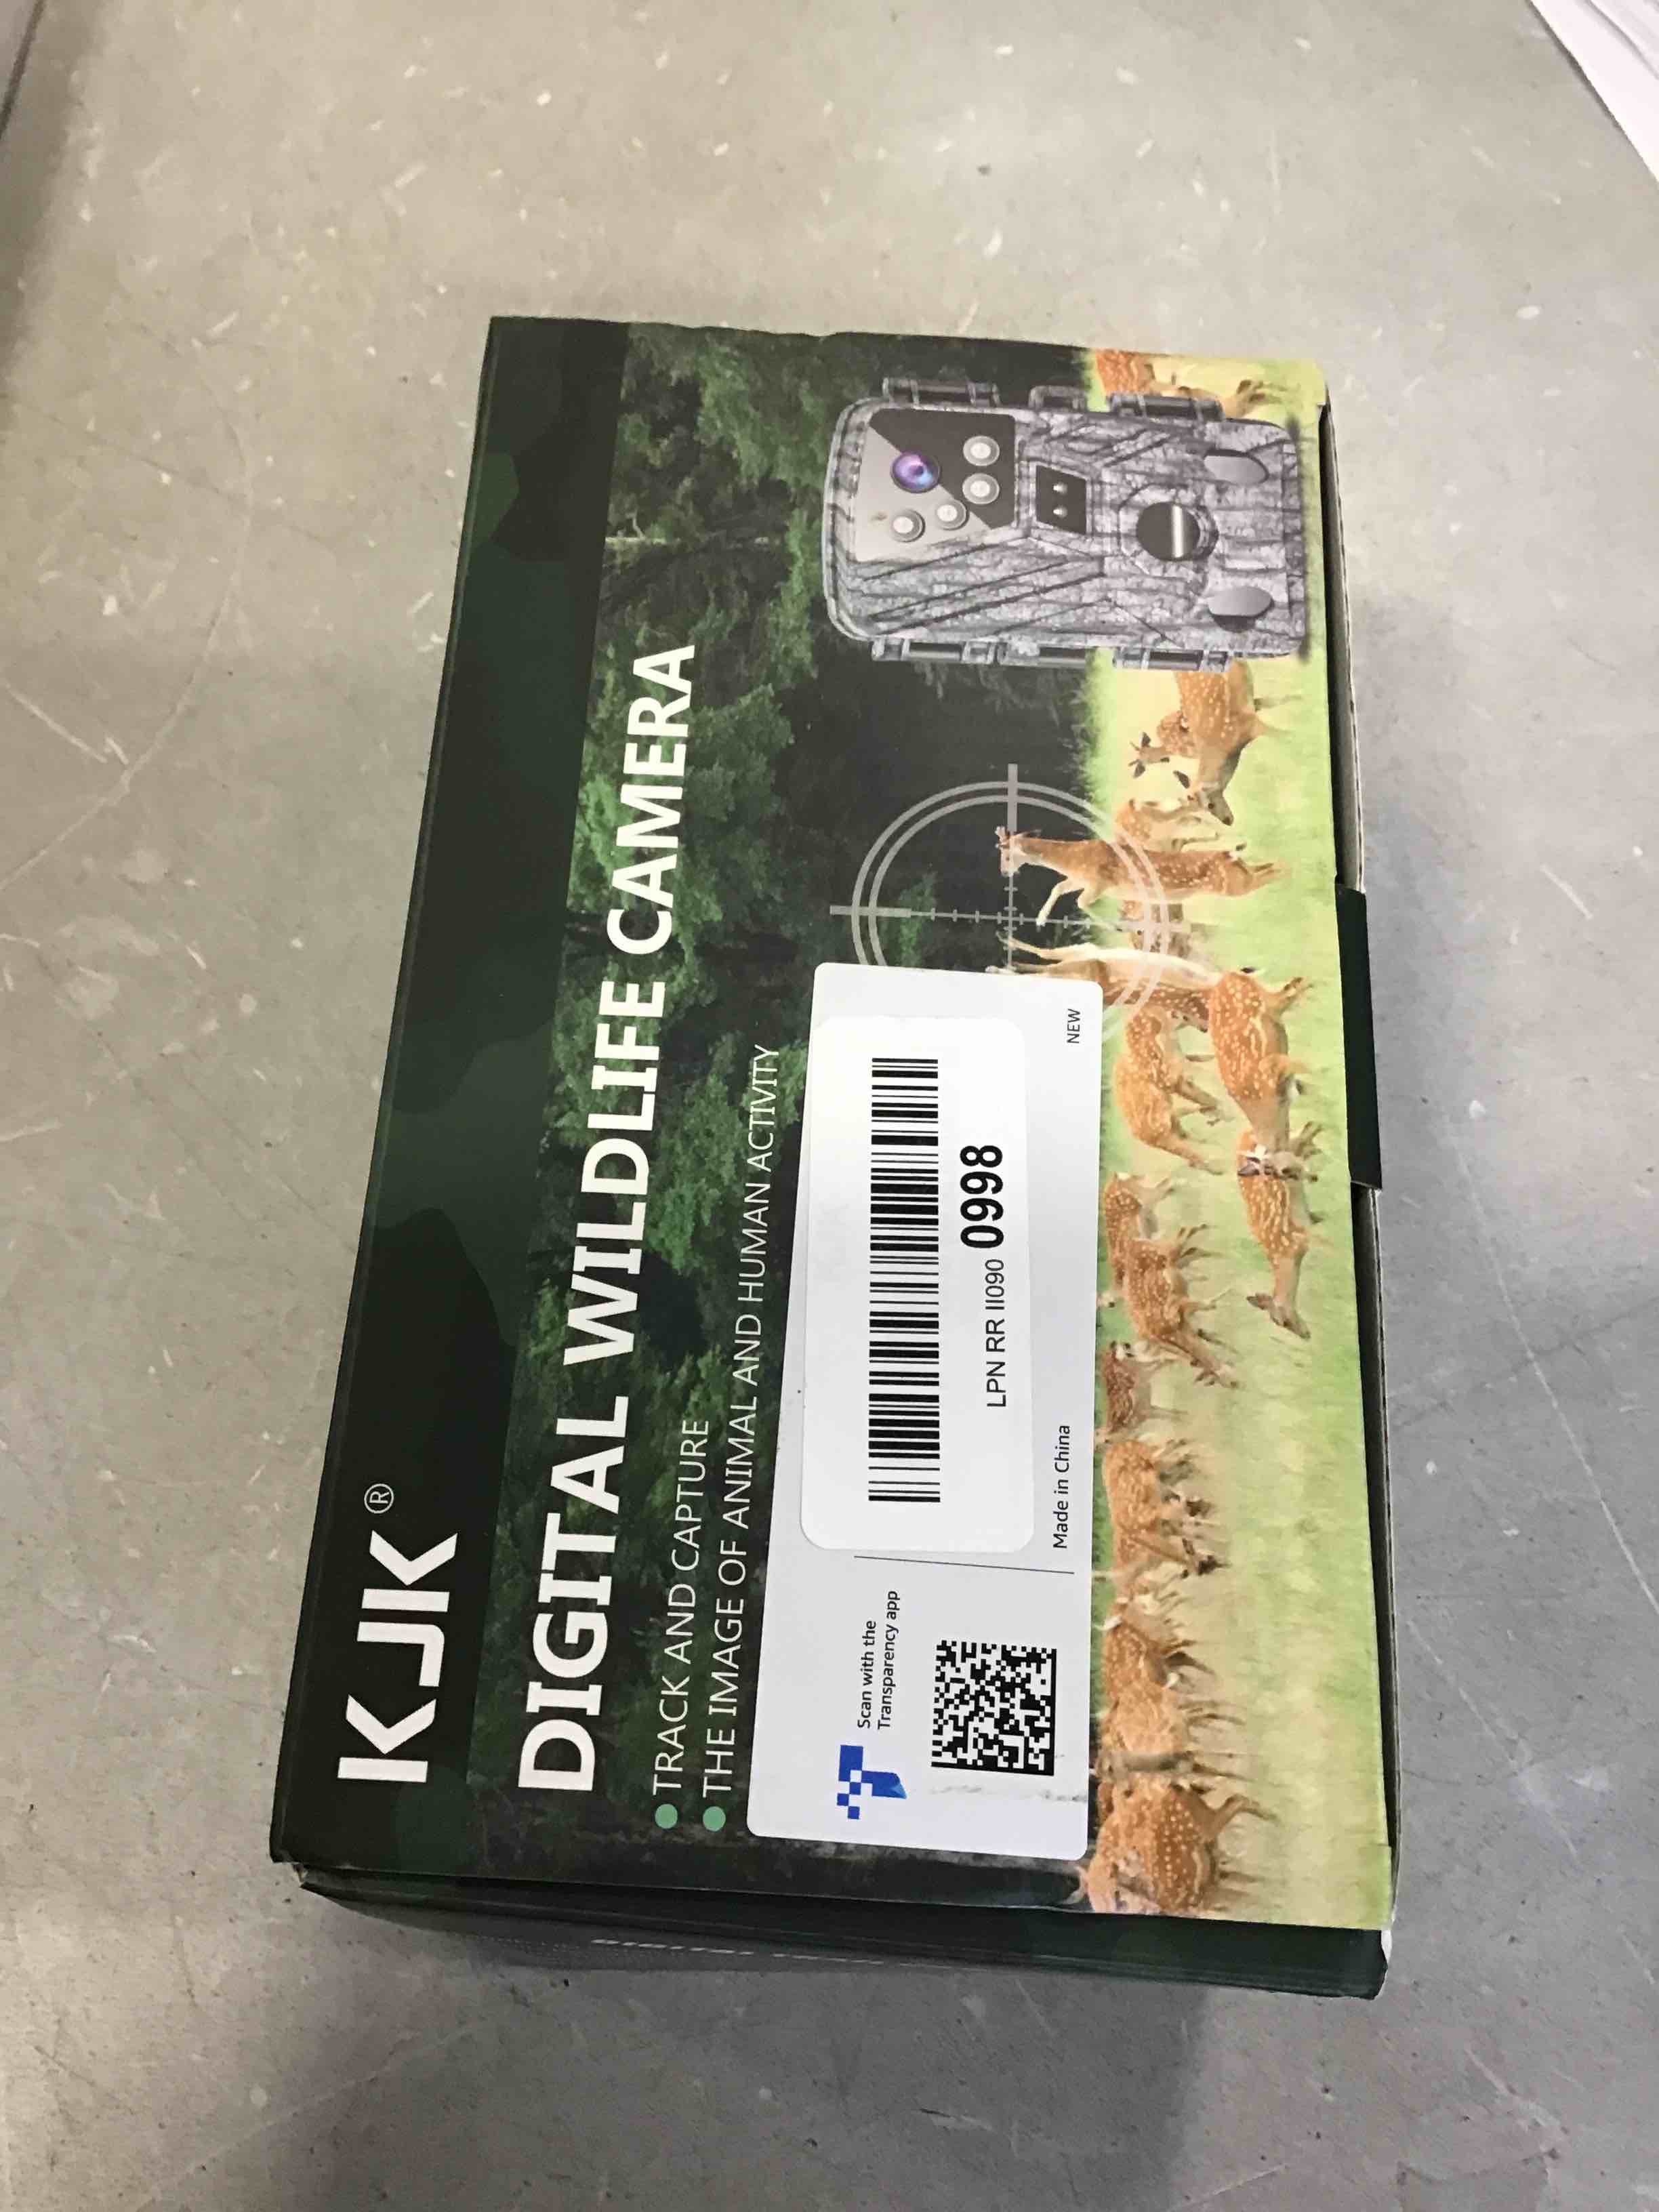 KJK®
DIGITAL WILDLIFE CAMERA
TRACK AND CAPTURE
THE IMAGE OF ANIMAL AND HUMAN ACTIVITY
Scan with the
Transparency app
LPN RR II090 0998
Made in China
NEW